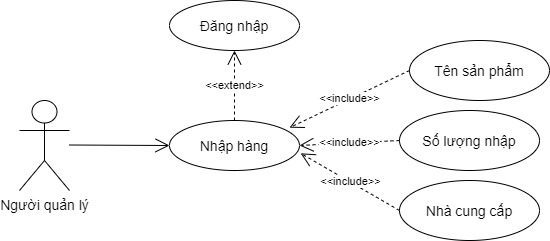 Đăng nhập
<<extend>>
Tên sản phẩm
<<include>>
Nhập hàng
<<include>>
Số lượng nhập
<<include>>
Nhà cung cấp
Người quản lý